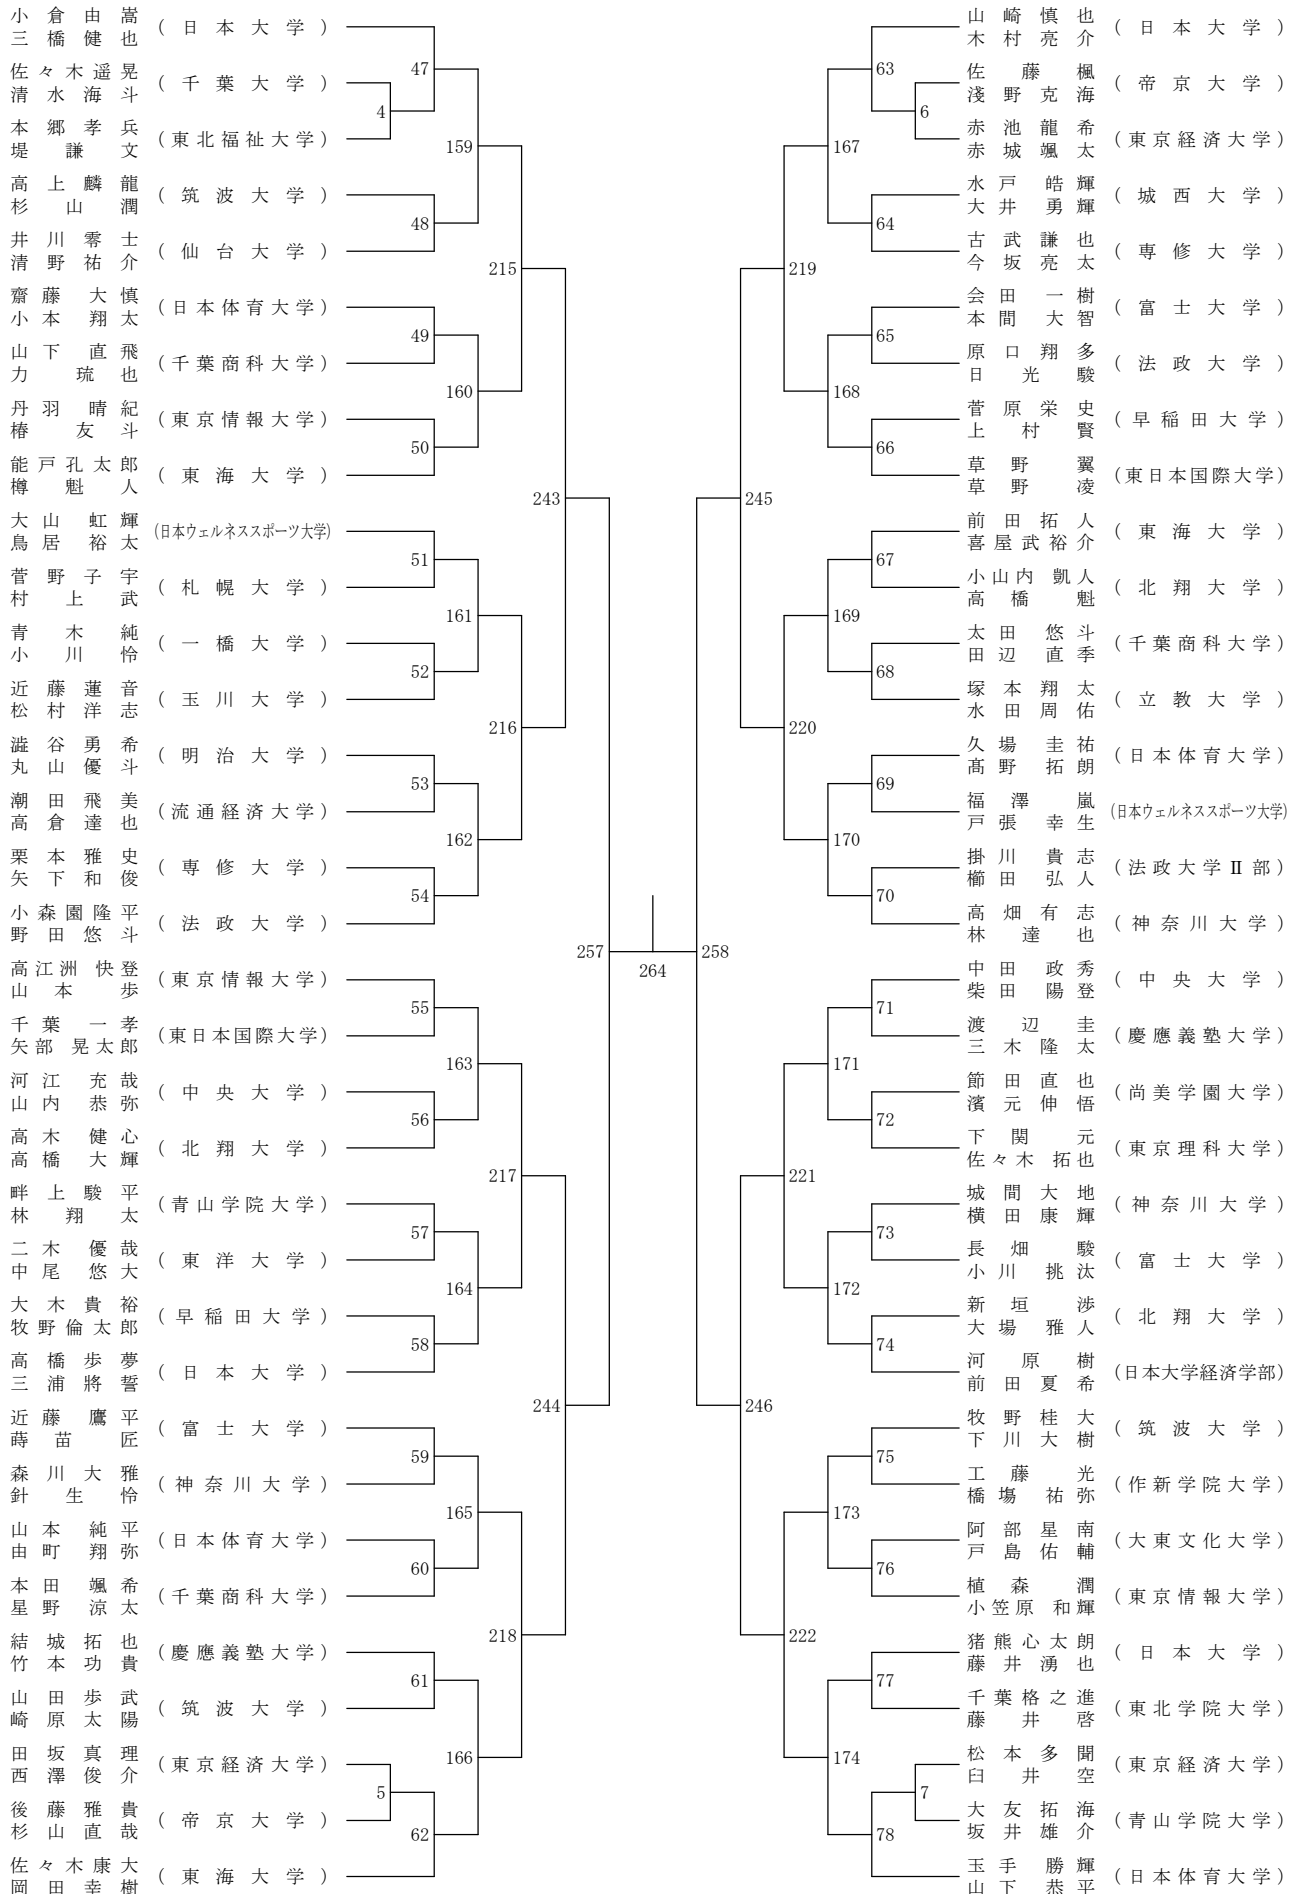 小倉由嵩
三橋健也 (日本大学)
佐々木遥晃
清水海斗 (千葉大学)
本郷孝兵
堤謙文 (東北福祉大学)
高上麟龍
杉山潤 (筑波大学)
井川零士
清野祐介 (仙台大学)
齋藤大慎
小本翔太 (日本体育大学)
山下直飛
力琉也 (千葉商科大学)
丹羽晴紀
椿友斗 (東京情報大学)
能戸孔太郎
樽魁人 (東海大学)
大山虹輝
鳥居裕太 (日本ウェルネススポーツ大学)
菅野子宇
村上武 (札幌大学)
青木純
小川怜 (一橋大学)
近藤蓮音
松村洋志 (玉川大学)
澁谷勇希
丸山優斗 (明治大学)
潮田飛美
高倉達也 (流通経済大学)
栗本雅史
矢下和俊 (専修大学)
小森園隆平
野田悠斗 (法政大学)
高江洲快登
山本歩 (東京情報大学)
千葉一孝
矢部晃太郎 (東日本国際大学)
河江充哉
山内恭弥 (中央大学)
高木健心
高橋大輝 (北翔大学)
畔上駿平
林翔太 (青山学院大学)
二木優哉
中尾悠大 (東洋大学)
大木貴裕
牧野倫太郎 (早稲田大学)
高橋歩夢
三浦將誓 (日本大学)
近藤鷹平
蒔苗匠 (富士大学)
森川大雅
針生怜 (神奈川大学)
山本純平
由町翔弥 (日本体育大学)
本田颯希
星野涼太 (千葉商科大学)
結城拓也
竹本功貴 (慶應義塾大学)
山田歩武
崎原太陽 (筑波大学)
田坂真理
西澤俊介 (東京経済大学)
後藤雅貴
杉山直哉 (帝京大学)
佐々木康大
岡田幸樹 (東海大学)
4
5
47
48
49
50
51
52
53
54
55
56
57
58
59
60
61
62
159
160
161
162
163
164
165
166
215
216
217
218
243
244
257
264
258
245
246
219
220
221
222
167
168
169
170
171
172
173
174
63
64
65
66
67
68
69
70
71
72
73
74
75
76
77
78
6
7
山崎慎也
木村亮介 (日本大学)
佐藤楓
淺野克海 (帝京大学)
赤池龍希
赤城颯太 (東京経済大学)
水戸皓輝
大井勇輝 (城西大学)
古武謙也
今坂亮太 (専修大学)
会田一樹
本間大智 (富士大学)
原口翔多
日光駿 (法政大学)
菅原栄史
上村賢 (早稲田大学)
草野翼
草野凌 (東日本国際大学)
前田拓人
喜屋武裕介 (東海大学)
小山内凱人
高橋魁 (北翔大学)
太田悠斗
田辺直季 (千葉商科大学)
塚本翔太
水田周佑 (立教大学)
久場圭祐
髙野拓朗 (日本体育大学)
福澤嵐
戸張幸生 (日本ウェルネススポーツ大学)
掛川貴志
櫛田弘人 (法政大学Ⅱ部)
高畑有志
林達也 (神奈川大学)
中田政秀
柴田陽登 (中央大学)
渡辺圭
三木隆太 (慶應義塾大学)
節田直也
濱元伸悟 (尚美学園大学)
下関元
佐々木拓也 (東京理科大学)
城間大地
横田康輝 (神奈川大学)
長畑駿
小川挑汰 (富士大学)
新垣渉
大場雅人 (北翔大学)
河原樹
前田夏希 (日本大学経済学部)
牧野桂大
下川大樹 (筑波大学)
工藤光
橋場祐弥 (作新学院大学)
阿部星南
戸島佑輔 (大東文化大学)
植森潤
小笠原和輝 (東京情報大学)
猪熊心太朗
藤井湧也 (日本大学)
千葉格之進
藤井啓 (東北学院大学)
松本多聞
臼井空 (東京経済大学)
大友拓海
坂井雄介 (青山学院大学)
玉手勝輝
山下恭平 (日本体育大学)